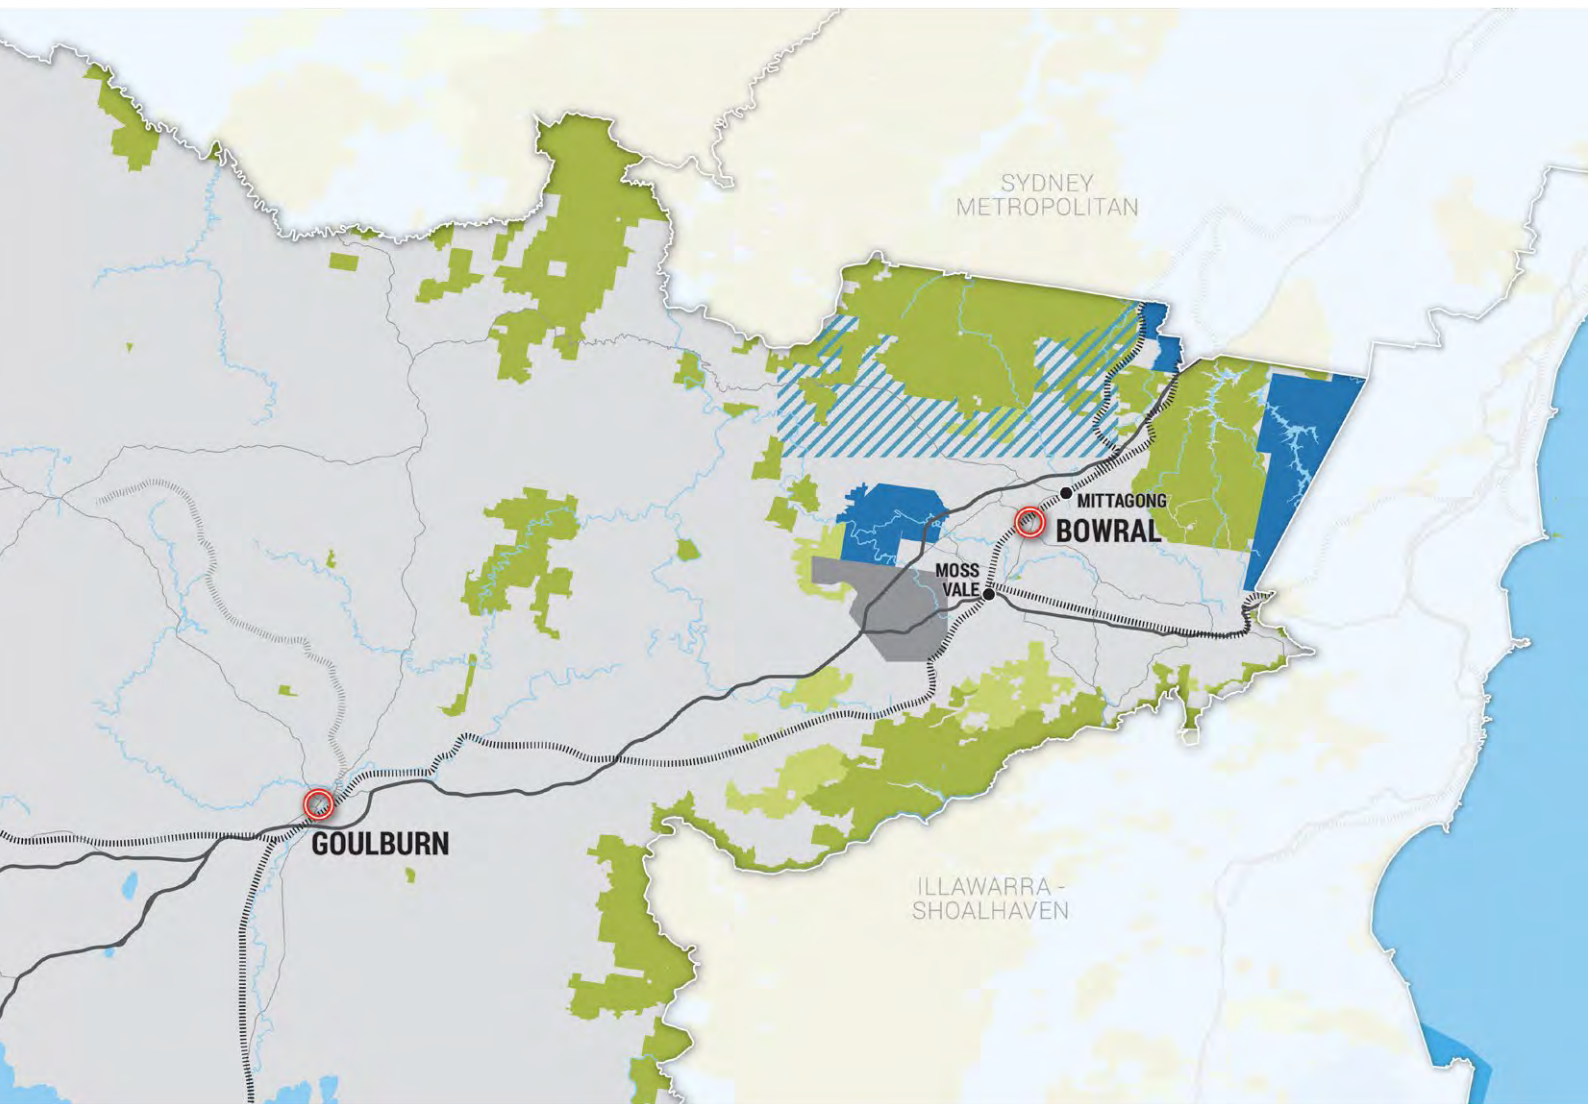 SYDNEY
METROPOLITAN
MITTAGONG
BOWRAL
MOSS
VALE
GOULBURN
ILLAWARRA -
SHOALHAVEN